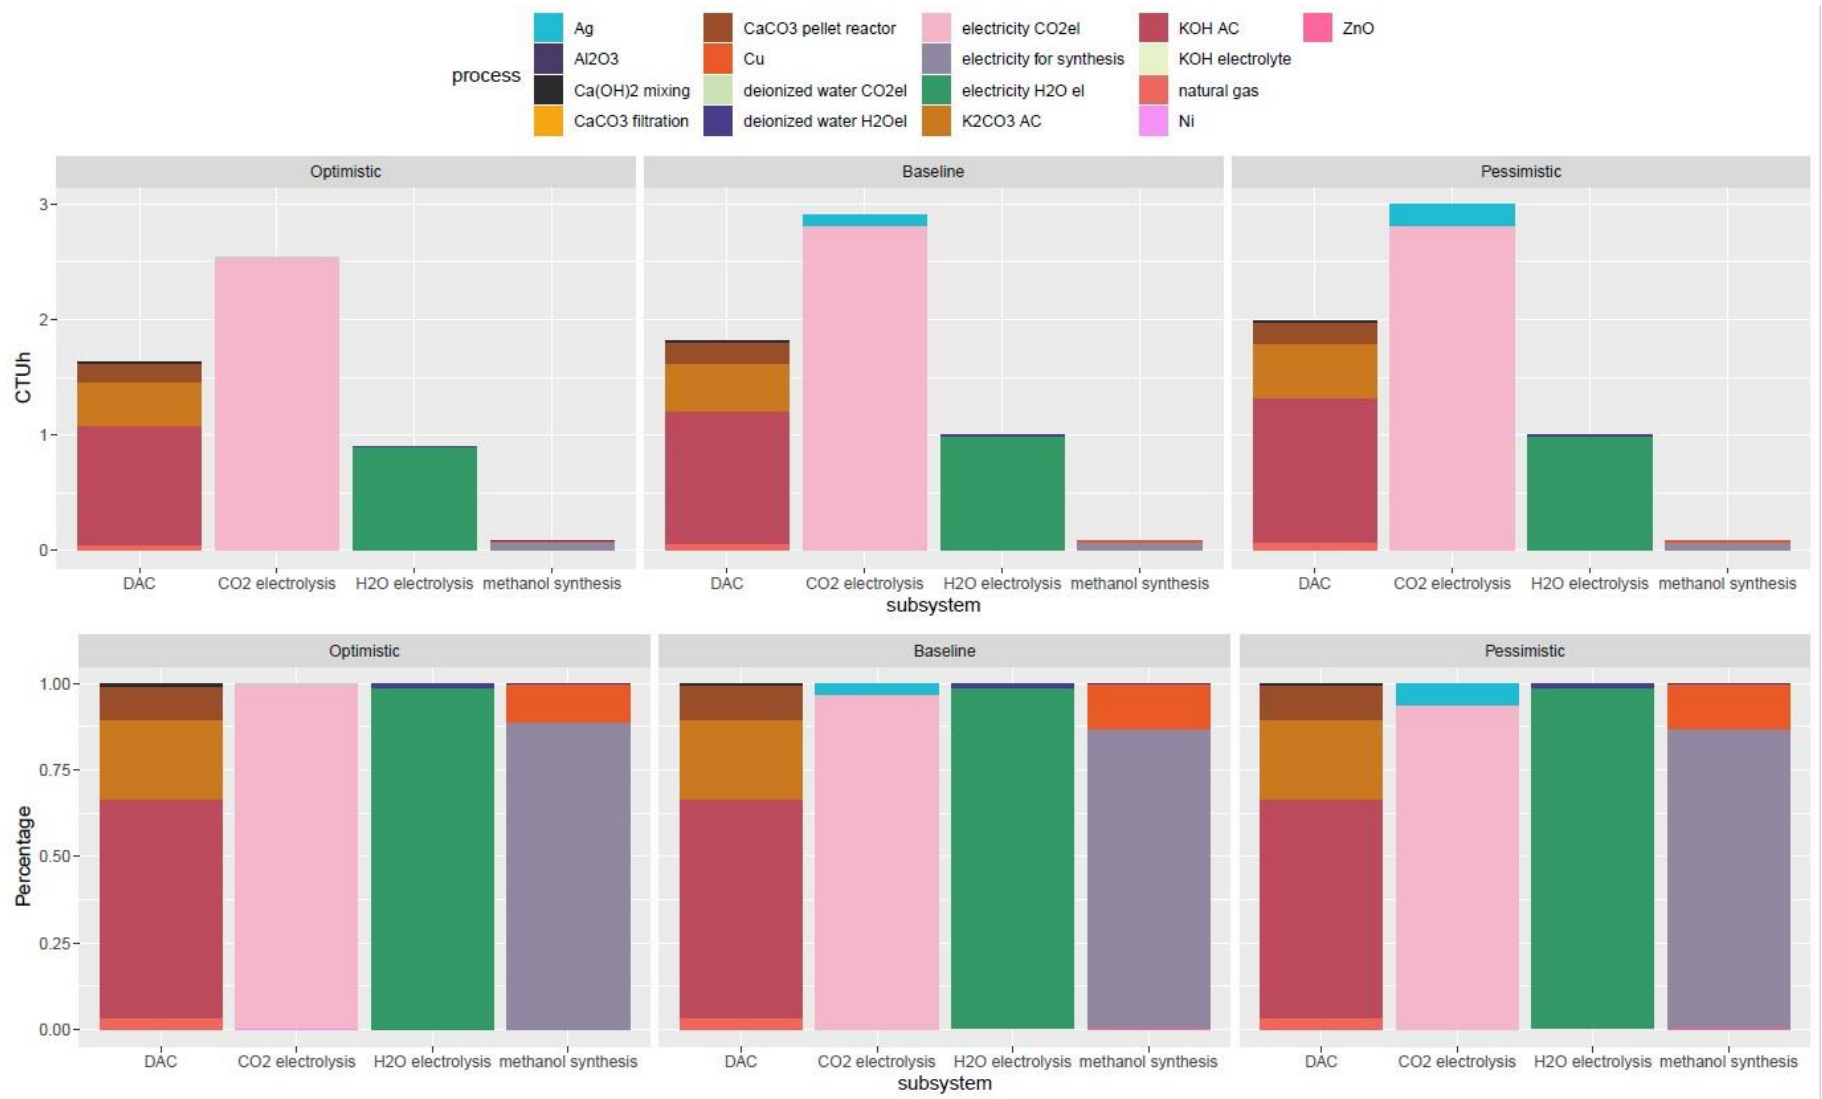 process
Ag
Al2O3
Ca(OH)2 mixing
CaCO3 filtration
CaCO3 pellet reactor
Cu
deionized water CO2el
deionized water H2Oel
electricity CO2el
electricity for synthesis
electricity H2O el
K2CO3 AC
KOH AC
KOH electrolyte
natural gas
Ni
ZnO
Optimistic
Baseline
Pessimistic
CTUh
3
2
1
0
DAC CO2 electrolysis H2O electrolysis methanol synthesis
DAC CO2 electrolysis H2O electrolysis methanol synthesis
DAC CO2 electrolysis H2O electrolysis methanol synthesis
subsystem
Optimistic
Baseline
Pessimistic
Percentage
1.00
0.75
0.50
0.25
0.00
DAC CO2 electrolysis H2O electrolysis methanol synthesis
DAC CO2 electrolysis H2O electrolysis methanol synthesis
DAC CO2 electrolysis H2O electrolysis methanol synthesis
subsystem